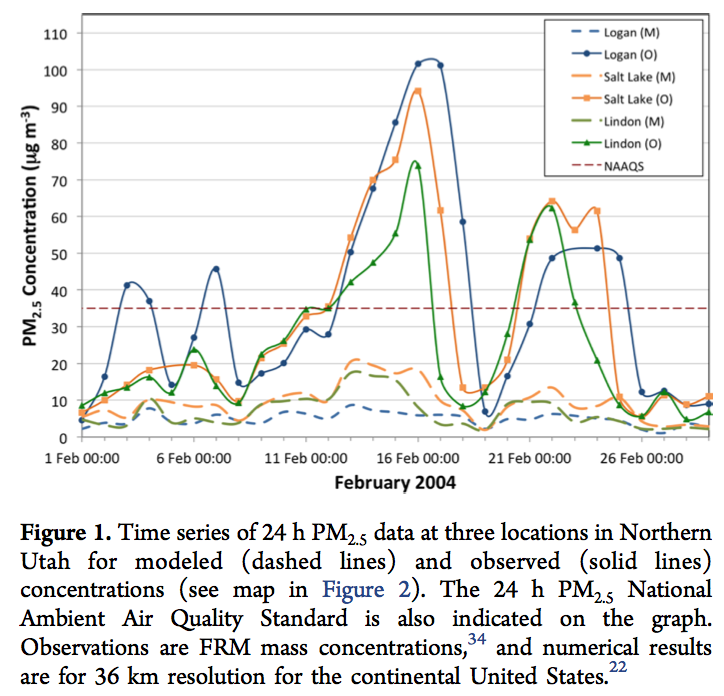 110
100
90
80
70
60
50
40
30
20
10
0
PM2.5 Concentration (μg m-3)
Logan (M)
Logan (O)
Salt Lake (M)
Salt Lake (O)
Lindon (M)
Lindon (O)
NAAQS
1 Feb 00:00 6 Feb 00:00 11 Feb 00:00 16 Feb 00:00 21 Feb 00:00 26 Feb 00:00
February 2004
Figure 1. Time series of 24 h PM2.5 data at three locations in Northern
Utah for modeled (dashed lines) and observed (solid lines)
concentrations (see map in Figure 2). The 24 h PM2.5 National
Ambient Air Quality Standard is also indicated on the graph.
Observations are FRM mass concentrations,34 and numerical results
are for 36 km resolution for the continental United States.22